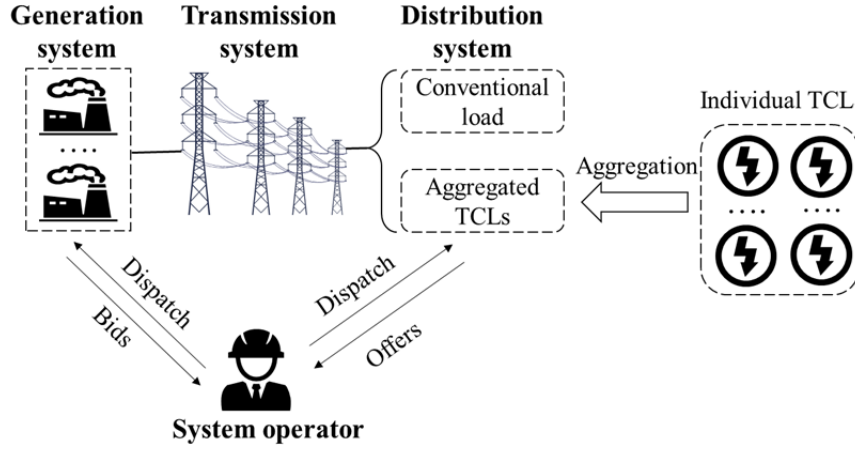 Generation
system
Transmission
system
Distribution
system
Conventional
load
Aggregated
TCLs
Individual TCL
Aggregation
Dispatch
Bids
Dispatch
Offers
System operator